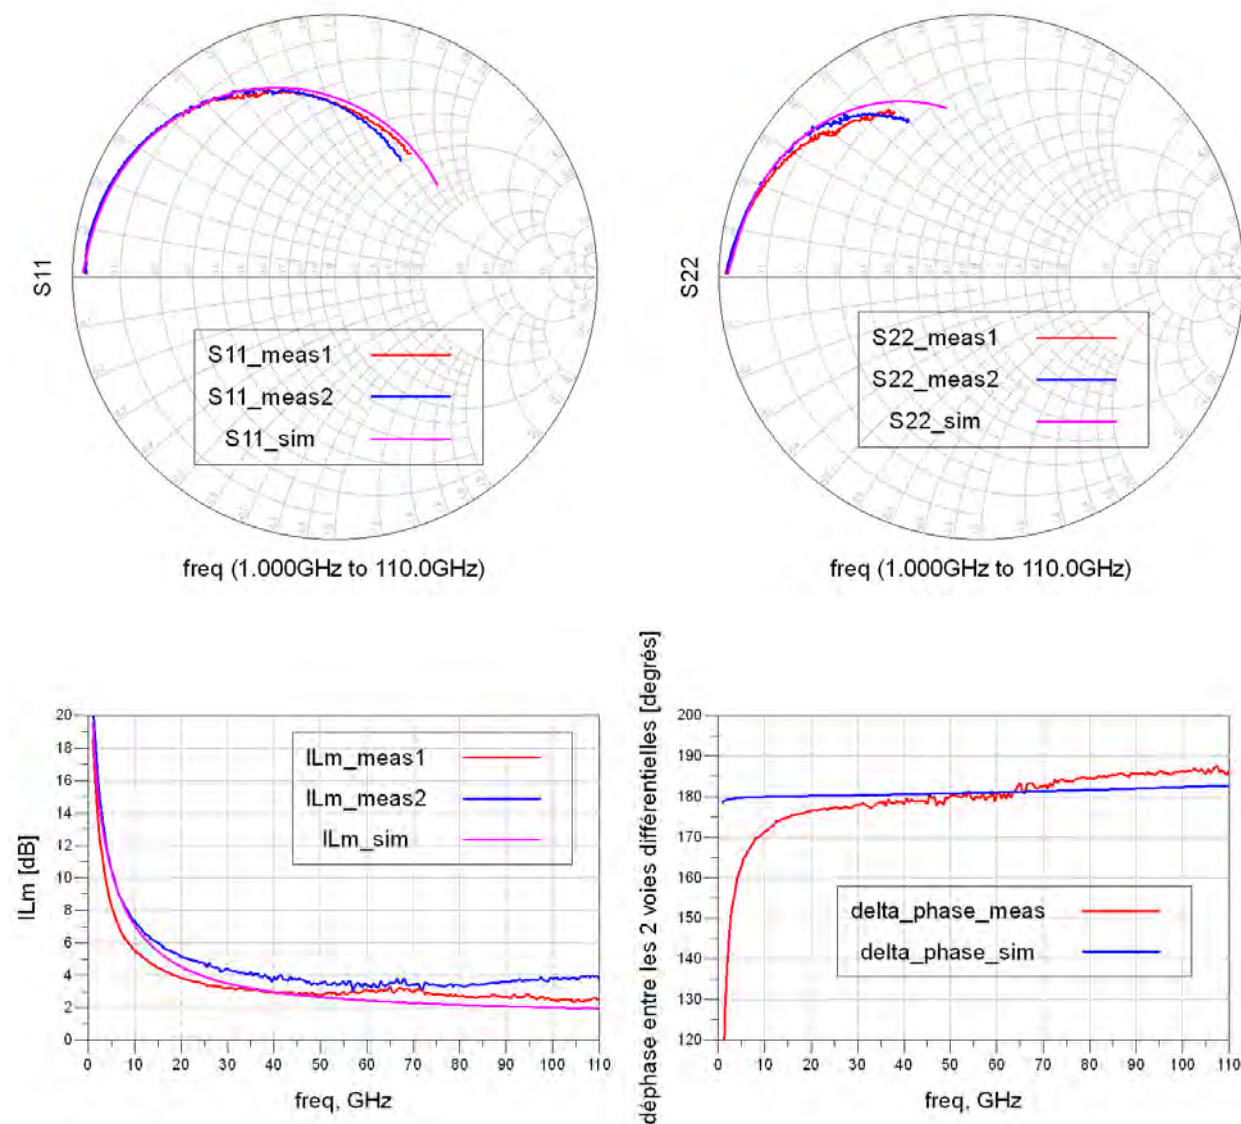 S11
S11_meas1
S11_meas2
S11_sim
freq (1.000GHz to 110.0GHz)
S22
S22_meas1
S22_meas2
S22_sim
freq (1.000GHz to 110.0GHz)
ILm [dB]
20
18
16
14
12
10
8
6
4
2
0
ILm_meas1
ILm_meas2
ILm_sim
0 10 20 30 40 50 60 70 80 90 100 110
freq, GHz
déphase entre les 2 voies différentielles [degrés]
200
190
180
170
160
150
140
130
120
delta_phase_meas
delta_phase_sim
0 10 20 30 40 50 60 70 80 90 100 110
freq, GHz